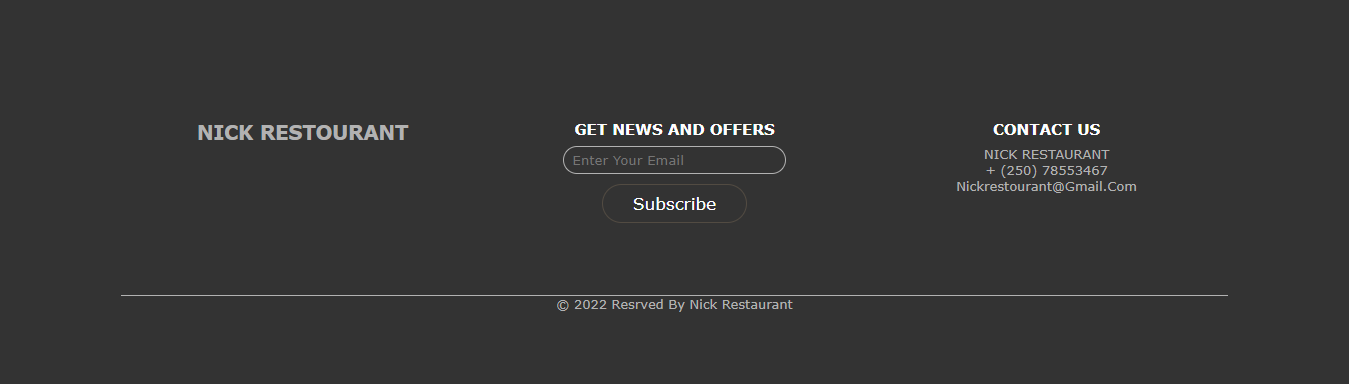 NICK RESTOURANT
GET NEWS AND OFFERS
Enter Your Email
Subscribe
CONTACT US
NICK RESTAURANT
+ (250) 78553467
Nickrestourant@Gmail.Com
© 2022 Resrved By Nick Restaurant